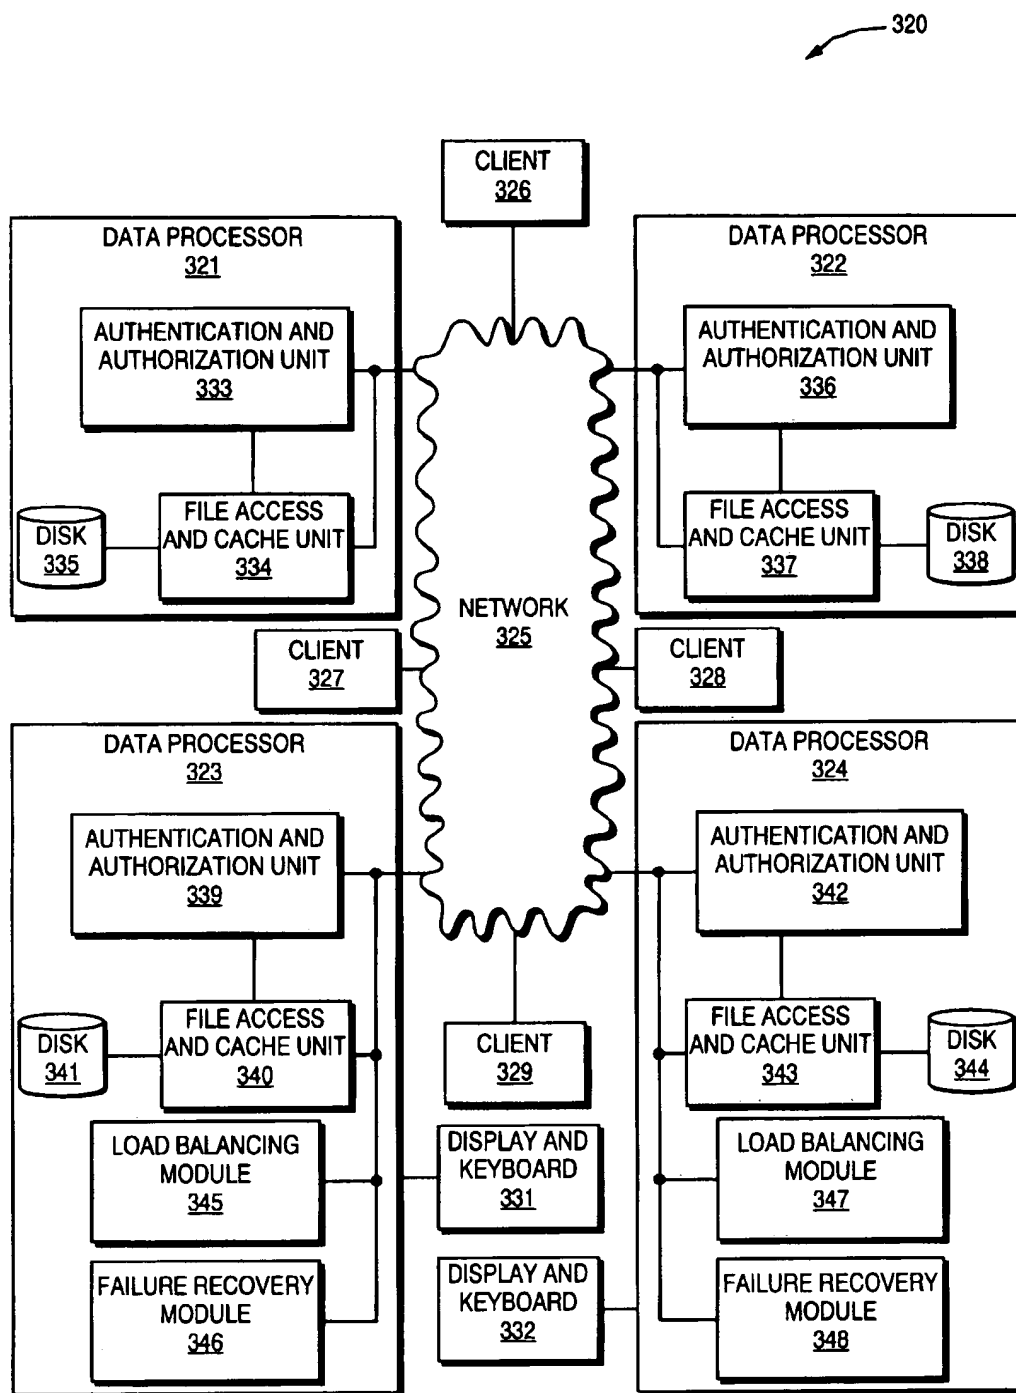 320
CLIENT
326
DATA PROCESSOR
321
AUTHENTICATION AND
AUTHORIZATION UNIT
333
FILE ACCESS
AND CACHE UNIT
334
DISK
335
DATA PROCESSOR
322
AUTHENTICATION AND
AUTHORIZATION UNIT
336
FILE ACCESS
AND CACHE UNIT
337
DISK
338
NETWORK
325
CLIENT
327
CLIENT
328
DATA PROCESSOR
323
AUTHENTICATION AND
AUTHORIZATION UNIT
339
DISK
341
FILE ACCESS
AND CACHE UNIT
340
LOAD BALANCING
MODULE
345
FAILURE RECOVERY
MODULE
346
CLIENT
329
DISPLAY AND
KEYBOARD
331
DISPLAY AND
KEYBOARD
332
DATA PROCESSOR
324
AUTHENTICATION AND
AUTHORIZATION UNIT
342
FILE ACCESS
AND CACHE UNIT
343
DISK
344
LOAD BALANCING
MODULE
347
FAILURE RECOVERY
MODULE
348